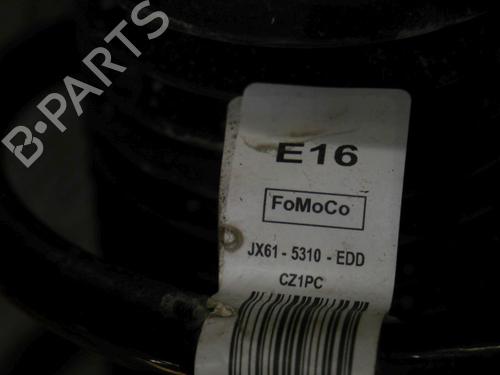 B-PARTS
E16
FoMoCo
JX61 - 5310 - EDD
CZ1PC